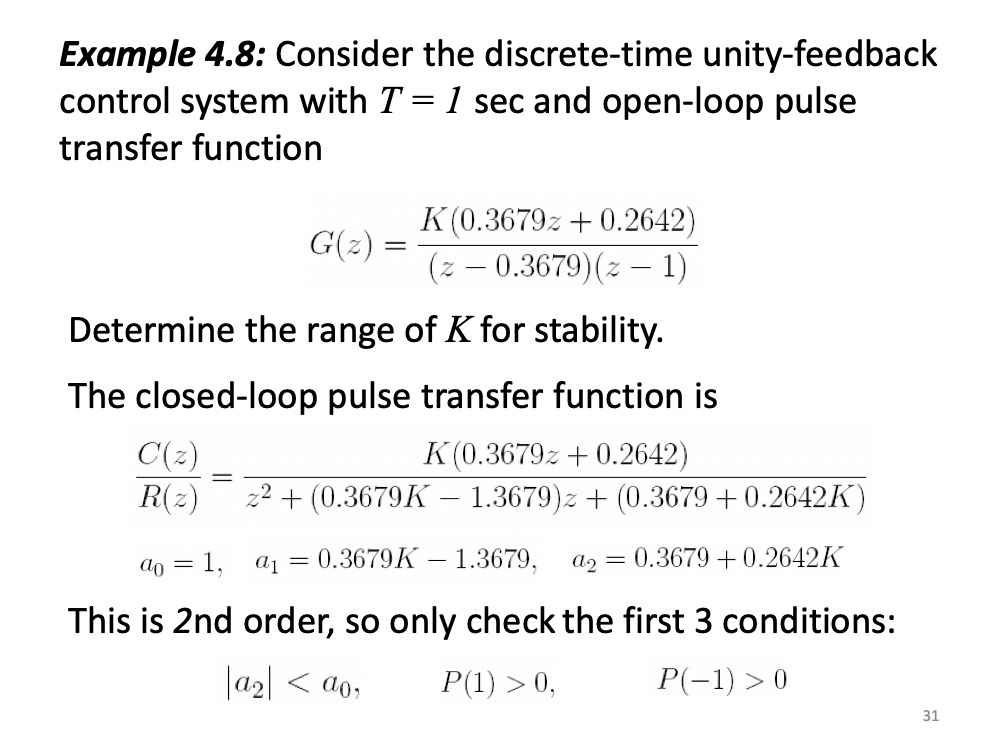 Example 4.8: Consider the discrete-time unity-feedback
control system with T = 1 sec and open-loop pulse
transfer function
G(z) = K(0.3679z + 0.2642) / (z − 0.3679)(z − 1)
Determine the range of K for stability.
The closed-loop pulse transfer function is
C(z) / R(z) = K(0.3679z + 0.2642) / z² + (0.3679K − 1.3679)z + (0.3679 + 0.2642K)
a₀ = 1, a₁ = 0.3679K − 1.3679, a₂ = 0.3679 + 0.2642K
This is 2nd order, so only check the first 3 conditions:
|a₂| < a₀, P(1) > 0, P(−1) > 0
31